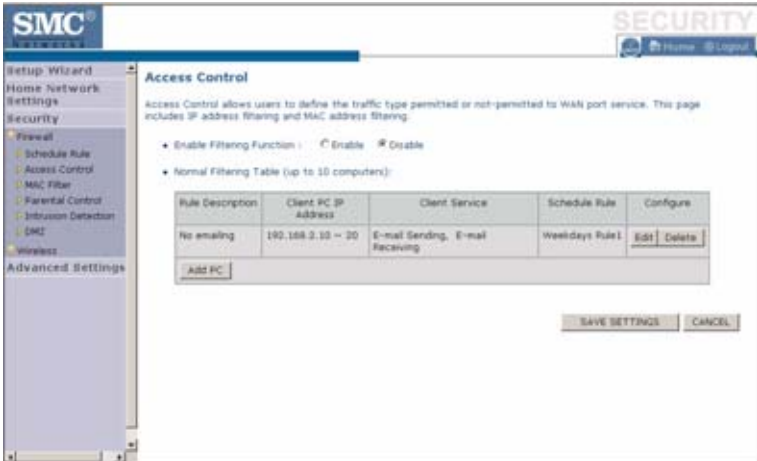 SMC®
Networks
SECURITY
Home Logout
Setup Wizard
Home Network
Settings
Security
Firewall
Schedule Rule
Access Control
MAC Filter
Parental Control
Intrusion Detection
DMZ
Wireless
Advanced Settings
Access Control
Access Control allows users to define the traffic type permitted or not-permitted to WAN port service. This page
includes IP address filtering and MAC address filtering.
Enable Filtering Function : Enable Disable
Normal Filtering Table (up to 10 computers):
Rule Description Client PC IP Address Client Service Schedule Rule Configure
No emailing 192.168.2.10 ~ 20 E-mail Sending, E-mail Receiving Weekdays Rule1 Edit Delete
Add PC
SAVE SETTINGS CANCEL